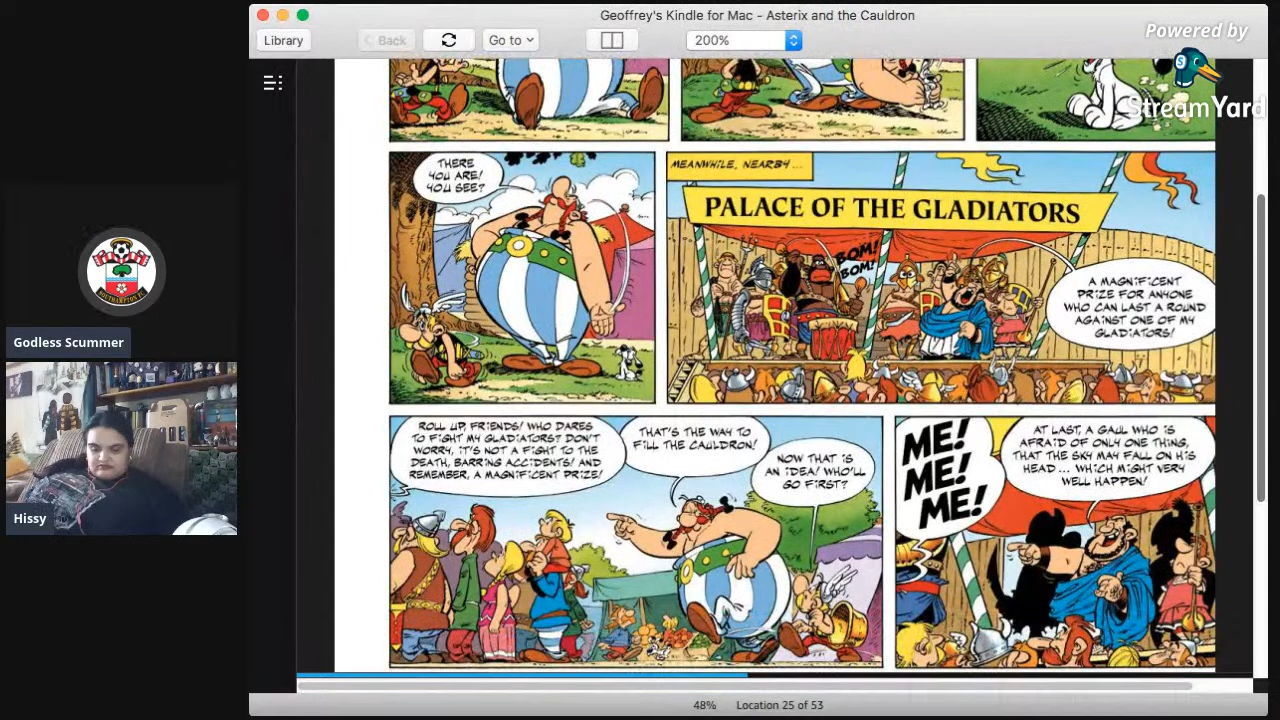 Geoffrey's Kindle for Mac - Asterix and the Cauldron
Library
Back
Go to
200%
Powered by
StreamYard
THERE
YOU ARE!
YOU SEE?
MEANWHILE, NEARBY ...
PALACE OF THE GLADIATORS
BOM!
BOM!
A MAGNIFICENT
PRIZE FOR ANYONE
WHO CAN LAST A ROUND
AGAINST ONE OF MY
GLADIATORS!
ROLL UP, FRIENDS! WHO DARES
TO FIGHT MY GLADIATORS? DON'T
WORRY, IT'S NOT A FIGHT TO THE
DEATH, BARRING ACCIDENTS! AND
REMEMBER, A MAGNIFICENT PRIZE!
THAT'S THE WAY TO
FILL THE CAULDRON!
NOW THAT IS
AN IDEA! WHO'LL
GO FIRST?
ME!
ME!
ME!
AT LAST, A GAUL WHO IS
AFRAID OF ONLY ONE THING,
THAT THE SKY MAY FALL ON HIS
HEAD ... WHICH MIGHT VERY
WELL HAPPEN!
SOUTHAMPTON FC
Godless Scummer
Hissy
48%
Location 25 of 53